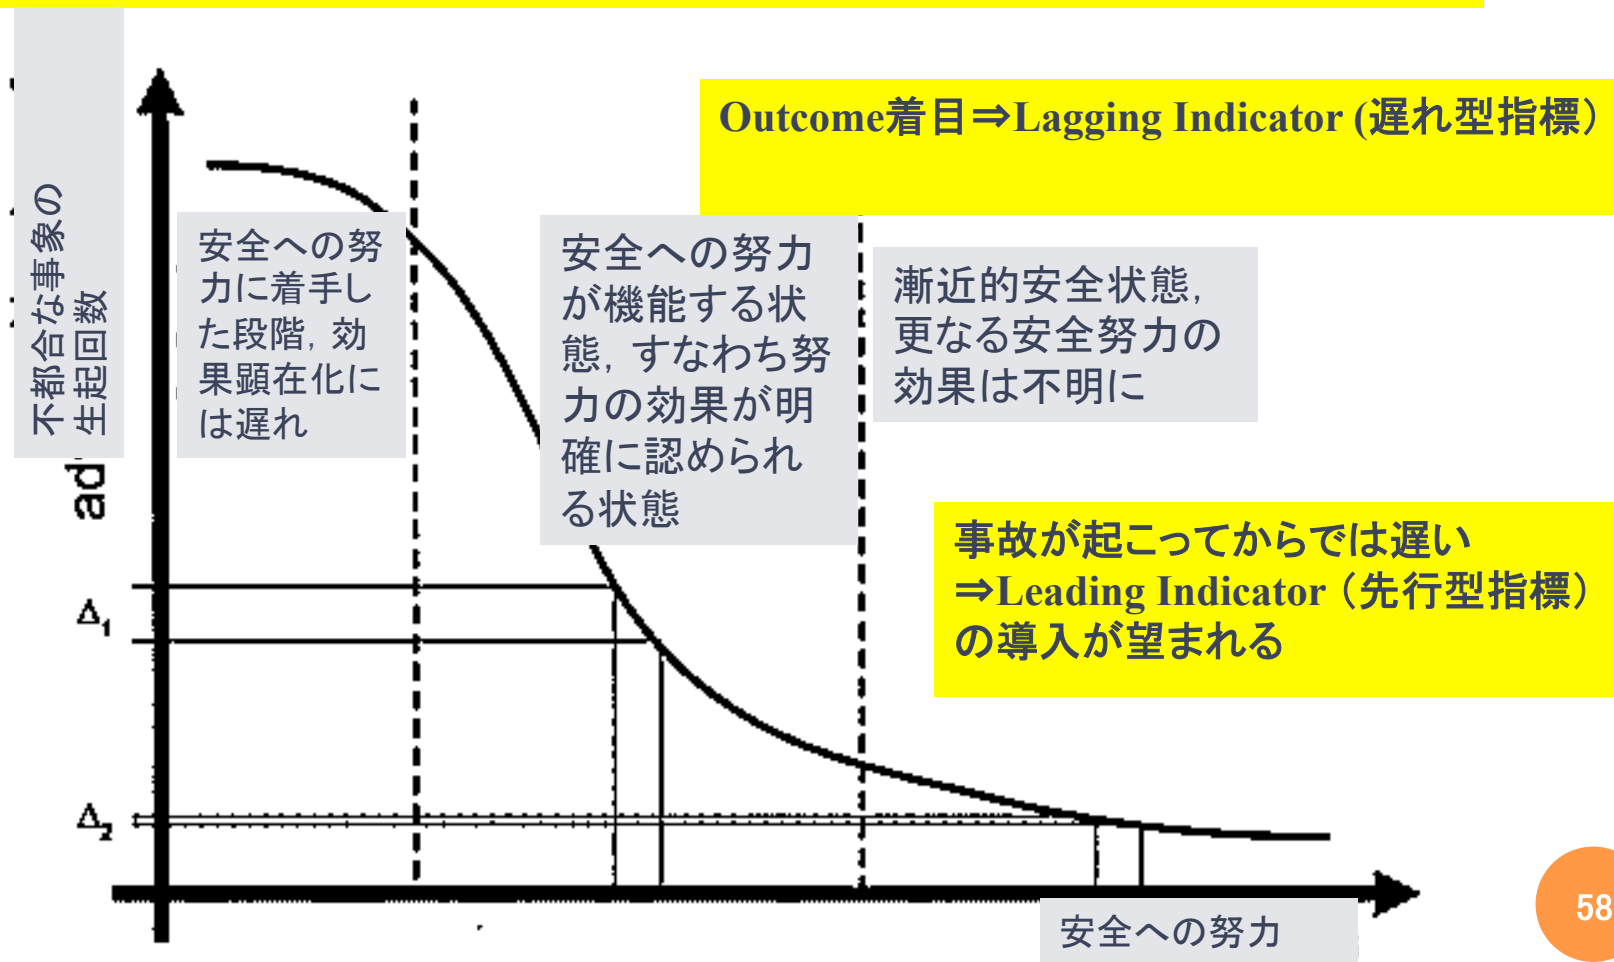 Outcome着目⇒Lagging Indicator (遅れ型指標)
不都合な事象の
生起回数
安全への努
力に着手し
た段階,効
果顕在化に
は遅れ
安全への努力
が機能する状
態,すなわち努
力の効果が明
確に認められ
る状態
漸近的安全状態,
更なる安全努力の
効果は不明に
事故が起こってからでは遅い
⇒Leading Indicator(先行型指標)
の導入が望まれる
ad
Δ1
Δ2
安全への努力
58